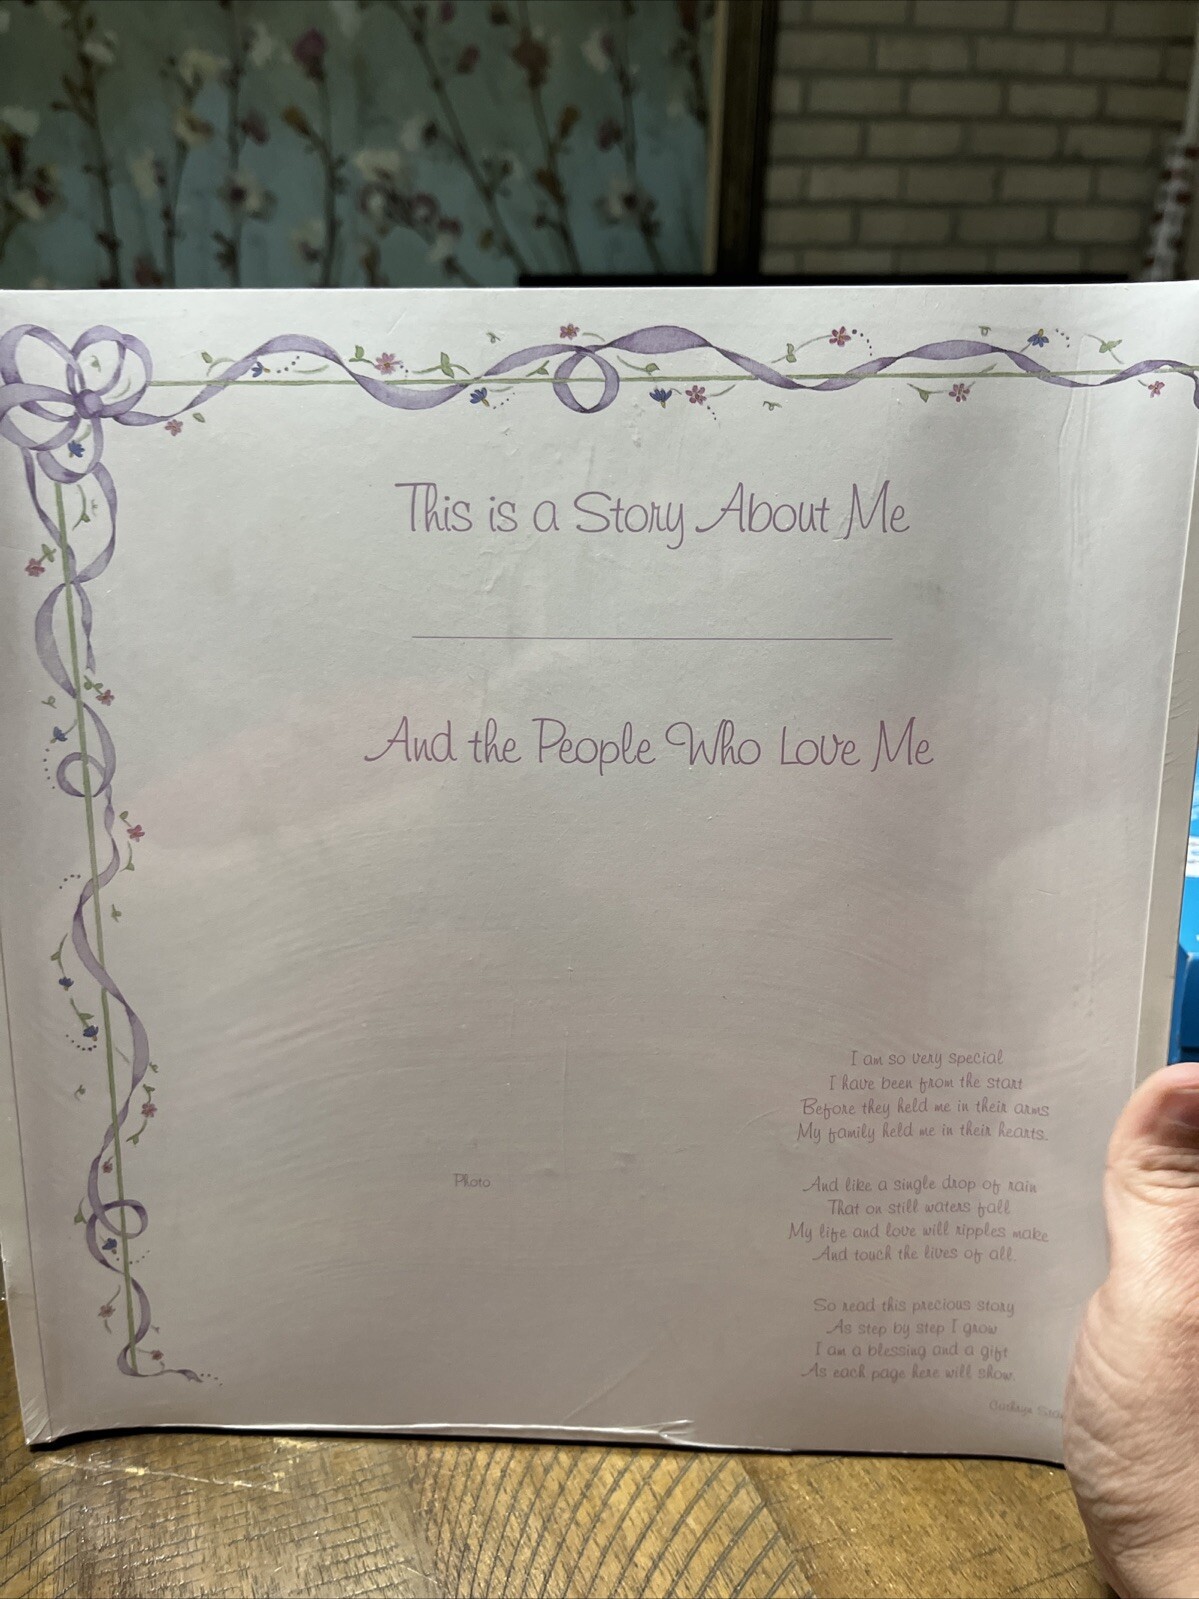 This is a Story About Me
And the People Who Love Me
Photo
I am so very special
I have been from the start
Before they held me in their arms
My family held me in their hearts.
And like a single drop of rain
That on still waters fall
My life and love will ripples make
And touch the lives of all.
So read this precious story
As step by step I grow
I am a blessing and a gift
As each page here will show.